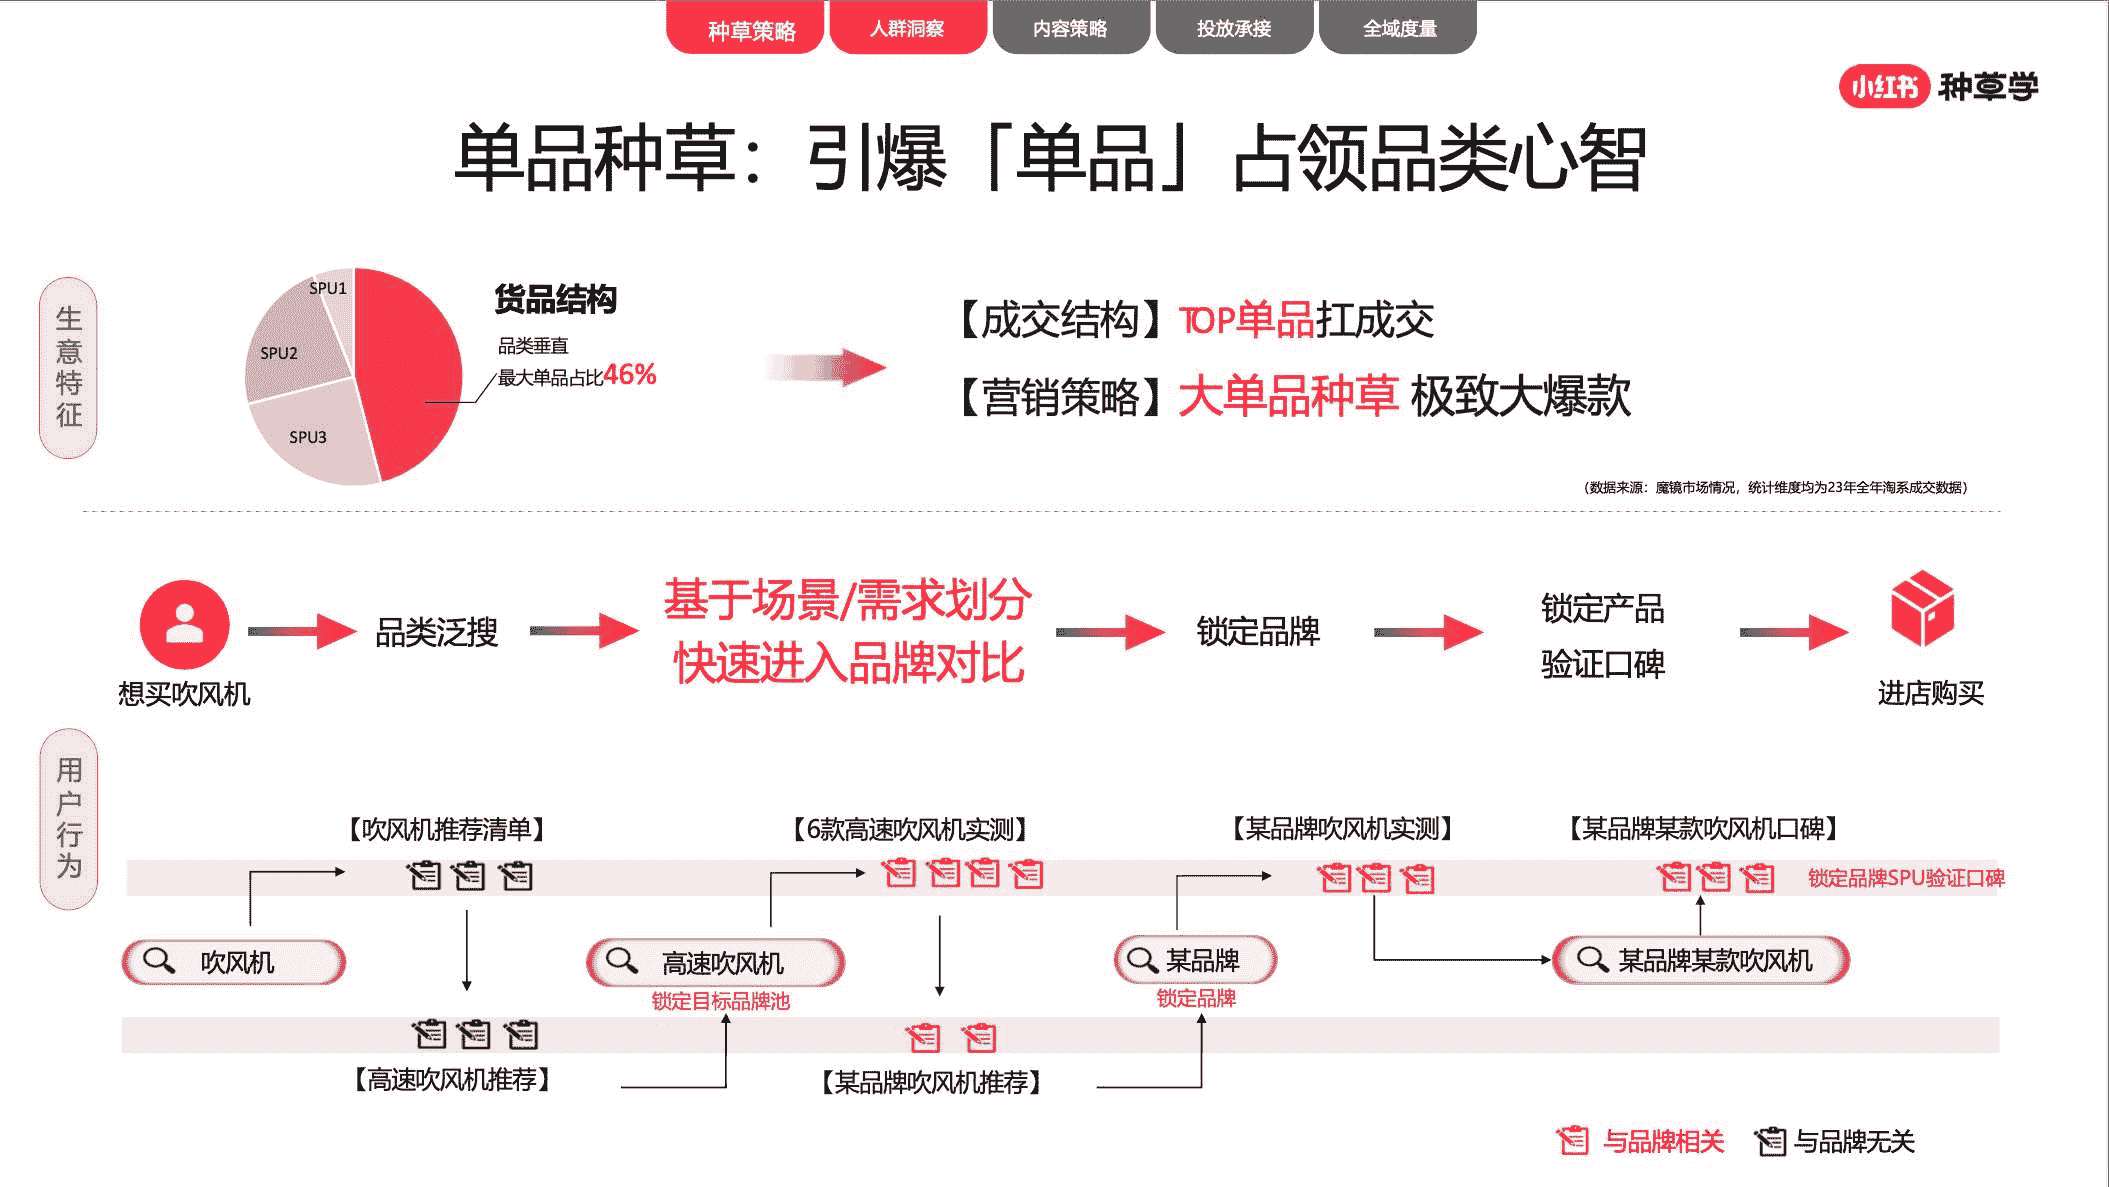 种草策略
人群洞察
内容策略
投放承接
全域度量
小红书 种草学
单品种草：引爆「单品」占领品类心智
生意特征
SPU1
SPU2
SPU3
货品结构
品类垂直
最大单品占比46%
【成交结构】TOP单品扛成交
【营销策略】大单品种草 极致大爆款
（数据来源：魔镜市场情况，统计维度均为23年全年淘系成交数据）
想买吹风机
品类泛搜
基于场景/需求划分
快速进入品牌对比
锁定品牌
锁定产品
验证口碑
进店购买
用户行为
【吹风机推荐清单】
【6款高速吹风机实测】
【某品牌吹风机实测】
【某品牌某款吹风机口碑】
锁定品牌SPU验证口碑
吹风机
高速吹风机
某品牌
某品牌某款吹风机
锁定目标品牌池
锁定品牌
【高速吹风机推荐】
【某品牌吹风机推荐】
与品牌相关
与品牌无关